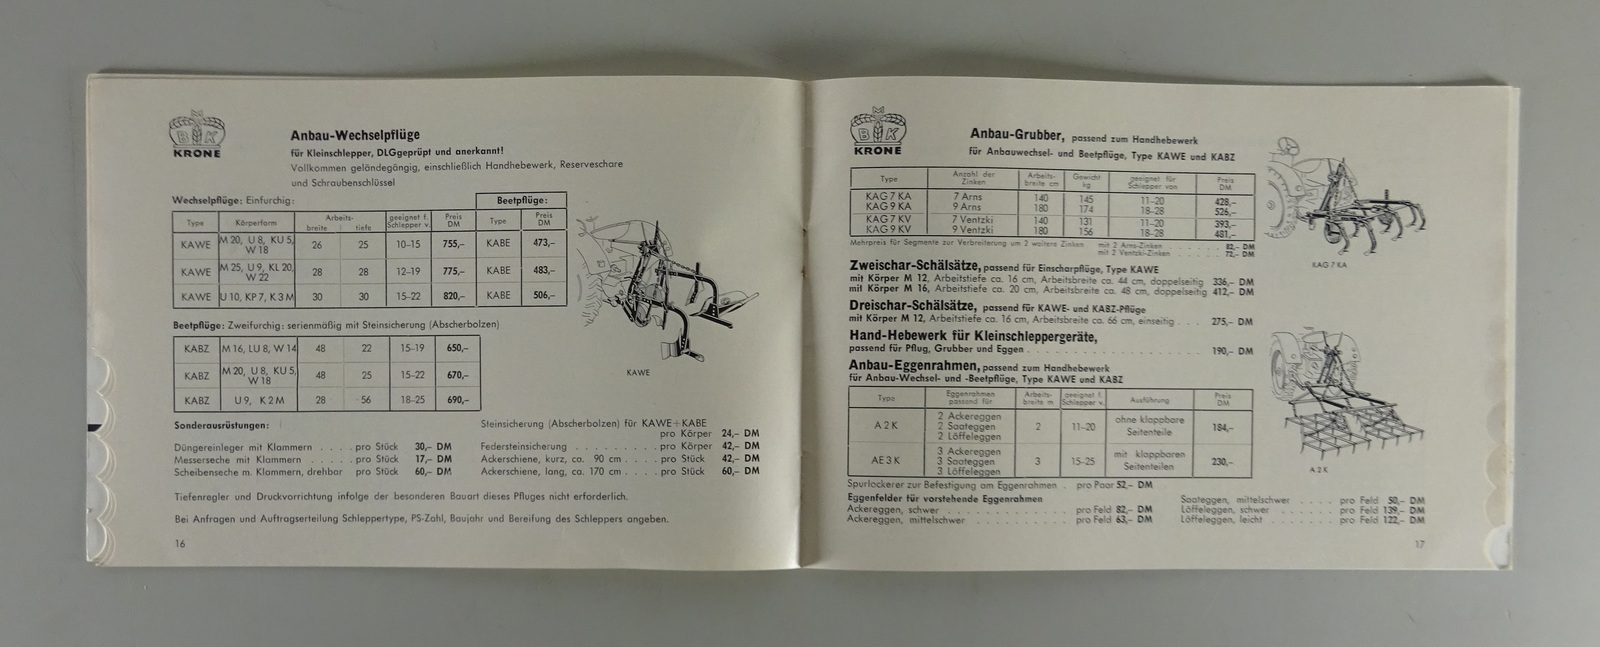 B K
KRONE
Anbau-Wechselpflüge
für Kleinschlepper, DLGgeprüpt und anerkannt!
Vollkommen geländegängig, einschließlich Handhebewerk, Reserveschare
und Schraubenschlüssel
Wechselpflüge: Einfurchig:
Beetpflüge:
Type Körperform Arbeits- breite tiefe geeignet f. Schlepper v. Preis DM Type Preis DM
KAWE M 20, U 8, KU 5, W 18 26 25 10-15 755,- KABE 473,-
KAWE M 25, U 9, KL 20, W 22 28 28 12-19 775,- KABE 483,-
KAWE U 10, KP 7, K 3 M 30 30 15-22 820,- KABE 506,-
KAWE
Beetpflüge: Zweifurchig: serienmäßig mit Steinsicherung (Abscherbolzen)
KABZ M 16, LU 8, W 14 48 22 15-19 650,-
KABZ M 20, U 8, KU 5, W 18 48 25 15-22 670,-
KABZ U 9, K 2 M 28 56 18-25 690,-
Sonderausrüstungen:
Düngereinleger mit Klammern . . . . pro Stück 30,- DM
Messerseche mit Klammern . . . . . pro Stück 17,- DM
Scheibenseche m. Klammern, drehbar pro Stück 60,- DM
Steinsicherung (Abscherbolzen) für KAWE+KABE
pro Körper 24,- DM
Federsteinsicherung . . . . . . . . . pro Körper 42,- DM
Ackerschiene, kurz, ca. 90 cm . . . . pro Stück 42,- DM
Ackerschiene, lang, ca. 170 cm . . . . pro Stück 60,- DM
Tiefenregler und Druckvorrichtung infolge der besonderen Bauart dieses Pfluges nicht erforderlich.
Bei Anfragen und Auftragserteilung Schleppertype, PS-Zahl, Baujahr und Bereifung des Schleppers angeben.
16
B K
KRONE
Anbau-Grubber, passend zum Handhebewerk
für Anbauwechsel- und Beetpflüge, Type KAWE und KABZ
Type Anzahl der Zinken Arbeits- breite cm Gewicht kg geeignet für Schlepper von Preis DM
KAG 7 KA 7 Arns 140 145 11-20 428,-
KAG 9 KA 9 Arns 180 174 18-28 526,-
KAG 7 KV 7 Ventzki 140 131 11-20 393,-
KAG 9 KV 9 Ventzki 180 156 18-28 481,-
Mehrpreis für Segmente zur Verbreiterung um 2 weitere Zinken mit 2 Arns-Zinken . . . . . . 82,- DM
mit 2 Ventzki-Zinken . . . . . 72,- DM
KAG 7 KA
Zweischar-Schälsätze, passend für Einscharpflüge, Type KAWE
mit Körper M 12, Arbeitstiefe ca. 16 cm, Arbeitsbreite ca. 44 cm, doppelseitig 336,- DM
mit Körper M 16, Arbeitstiefe ca. 20 cm, Arbeitsbreite ca. 48 cm, doppelseitig 412,- DM
Dreischar-Schälsätze, passend für KAWE- und KABZ-Pflüge
mit Körper M 12, Arbeitstiefe ca. 16 cm, Arbeitsbreite ca. 66 cm, einseitig . . . 275,- DM
Hand-Hebewerk für Kleinschleppergeräte,
passend für Pflug, Grubber und Eggen . . . . . . . . . . . . . . . . . . . 190,- DM
Anbau-Eggenrahmen, passend zum Handhebewerk
für Anbau-Wechsel- und -Beetpflüge, Type KAWE und KABZ
Type Eggenrahmen passend für Arbeits- breite m geeignet f. Schlepper v. Ausführung Preis DM
A 2 K 2 Ackereggen 2 Saateggen 2 Löffeleggen 2 11-20 ohne klappbare Seitenteile 184,-
AE 3 K 3 Ackereggen 3 Saateggen 3 Löffeleggen 3 15-25 mit klappbaren Seitenteilen 230,-
A 2 K
Spurlockerer zur Befestigung am Eggenrahmen . pro Paar 52,- DM
Eggenfelder für vorstehende Eggenrahmen
Ackereggen, schwer . . . . . . . . . . . . . pro Feld 82,- DM
Ackereggen, mittelschwer . . . . . . . . . . pro Feld 63,- DM
Saateggen, mittelschwer . . . . . pro Feld 50,- DM
Löffeleggen, schwer . . . . . . . pro Feld 139,- DM
Löffeleggen, leicht . . . . . . . . pro Feld 122,- DM
17